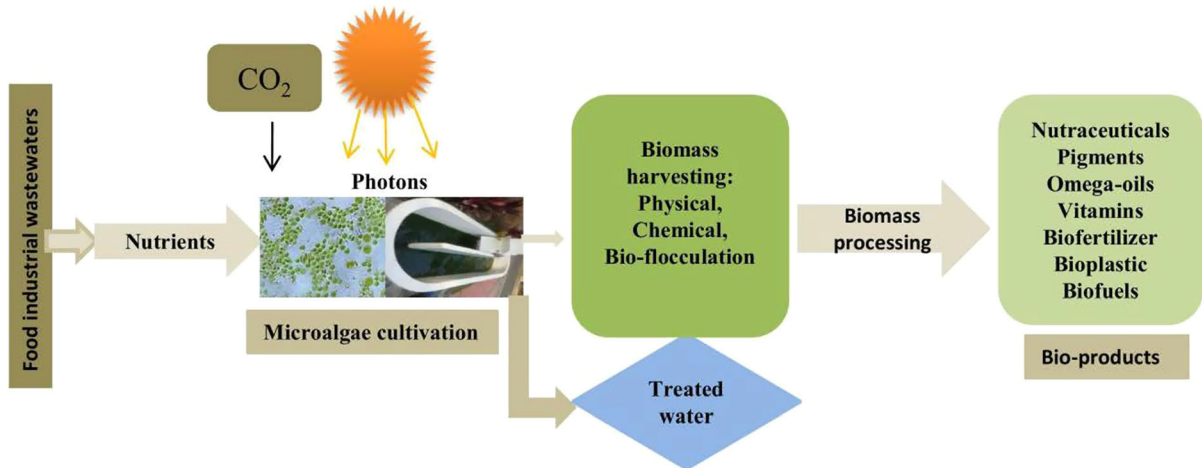 Food industrial wastewaters
Nutrients
CO₂
Photons
Microalgae cultivation
Biomass
harvesting:
Physical,
Chemical,
Bio-flocculation
Treated
water
Biomass
processing
Nutraceuticals
Pigments
Omega-oils
Vitamins
Biofertilizer
Bioplastic
Biofuels
Bio-products